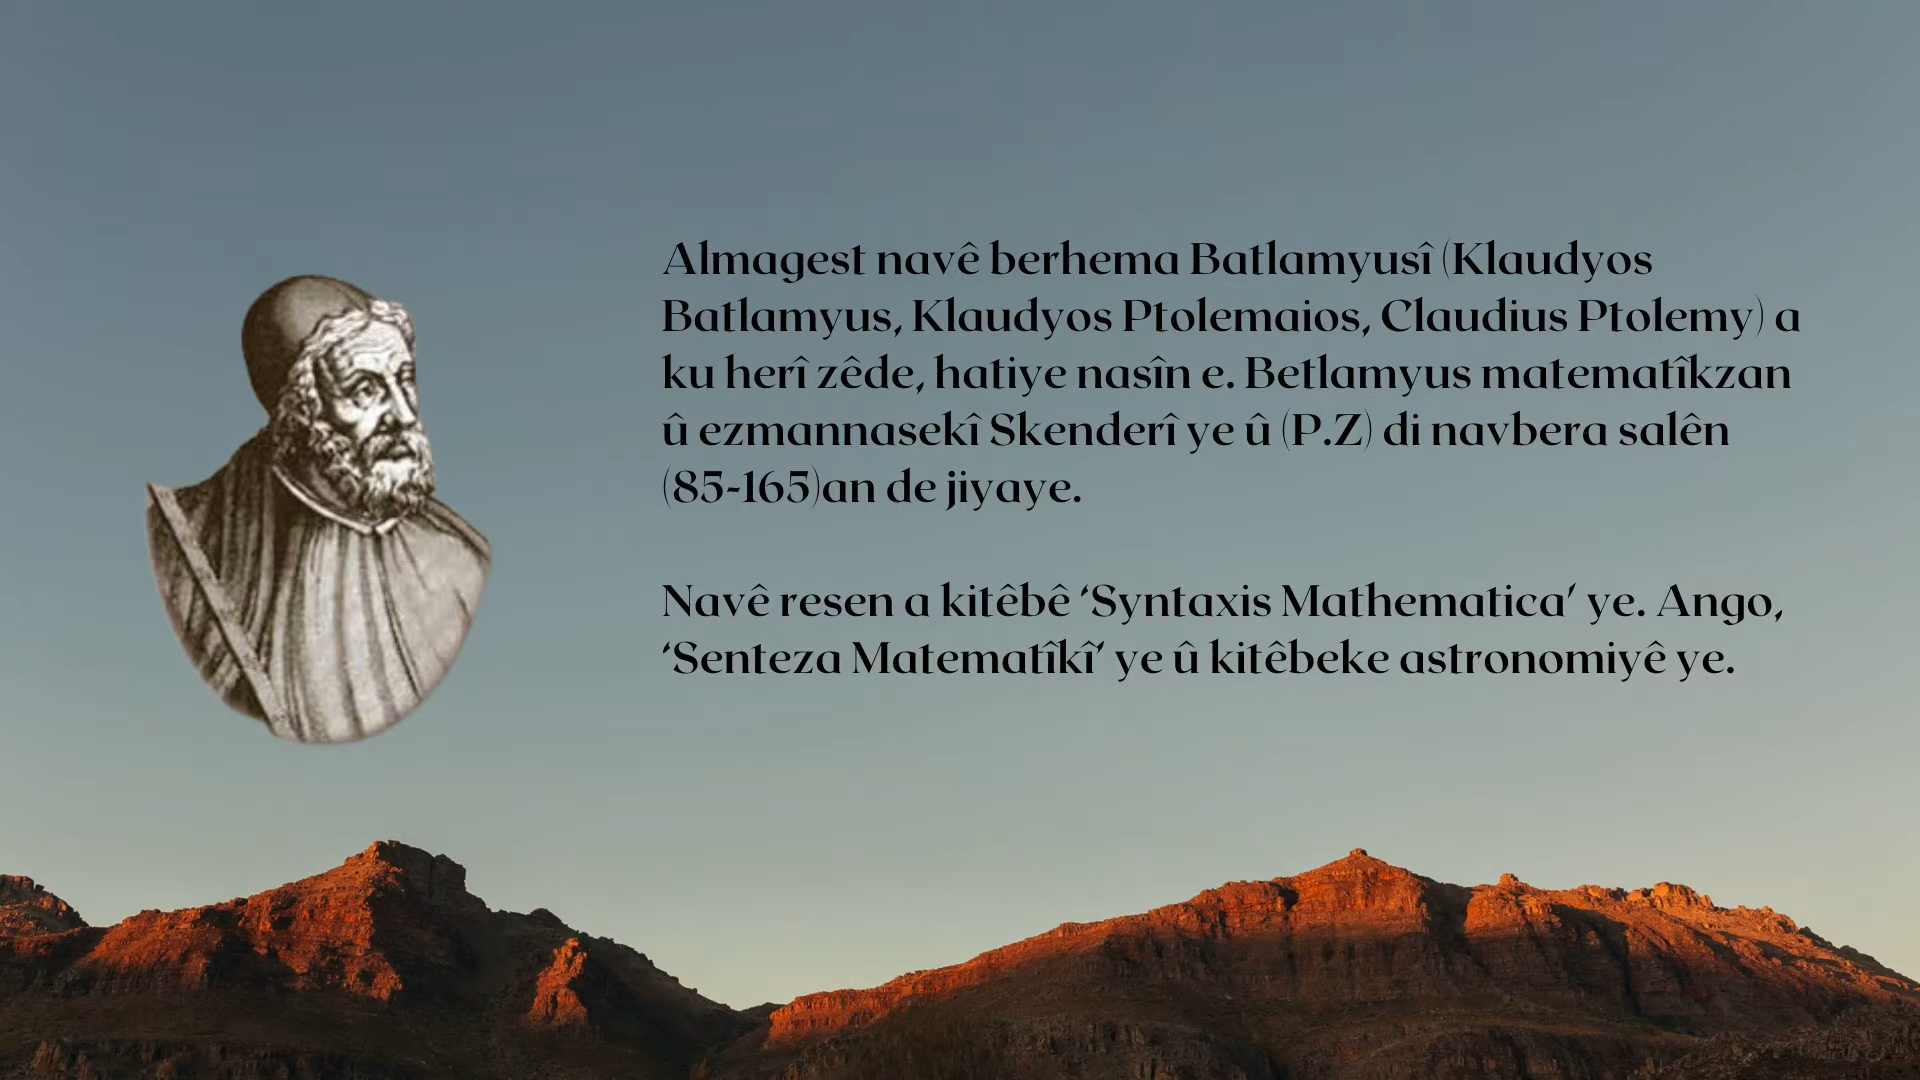 Almagest navê berhema Batlamyusî (Klaudyos
Batlamyus, Klaudyos Ptolemaios, Claudius Ptolemy) a
ku herî zêde, hatiye nasîn e. Betlamyus matematîkzan
û ezmannasekî Skenderî ye û (P.Z) di navbera salên
(85-165)an de jiyaye.
Navê resen a kitêbê ‘Syntaxis Mathematica’ ye. Ango,
‘Senteza Matematîkî’ ye û kitêbeke astronomiyê ye.